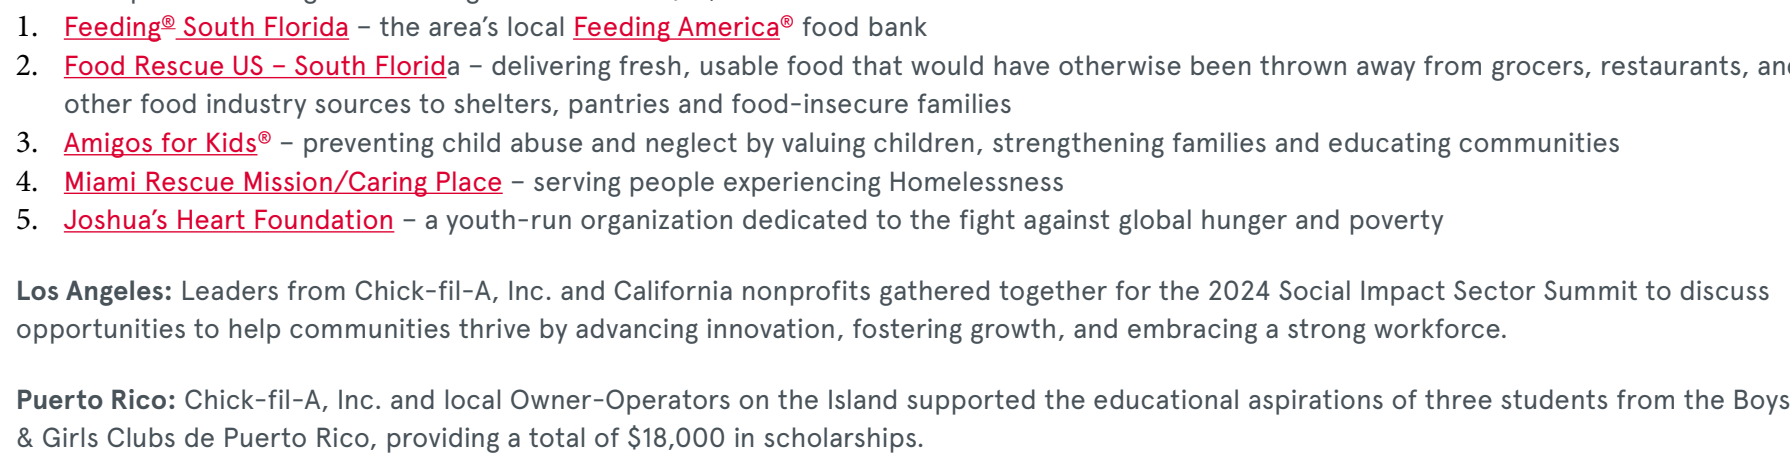 1. Feeding® South Florida – the area's local Feeding America® food bank
2. Food Rescue US – South Florida – delivering fresh, usable food that would have otherwise been thrown away from grocers, restaurants,
other food industry sources to shelters, pantries and food-insecure families
3. Amigos for Kids® – preventing child abuse and neglect by valuing children, strengthening families and educating communities
4. Miami Rescue Mission/Caring Place – serving people experiencing Homelessness
5. Joshua's Heart Foundation – a youth-run organization dedicated to the fight against global hunger and poverty
Los Angeles: Leaders from Chick-fil-A, Inc. and California nonprofits gathered together for the 2024 Social Impact Sector Summit to discuss
opportunities to help communities thrive by advancing innovation, fostering growth, and embracing a strong workforce.
Puerto Rico: Chick-fil-A, Inc. and local Owner-Operators on the Island supported the educational aspirations of three students from the Boys
& Girls Clubs de Puerto Rico, providing a total of $18,000 in scholarships.